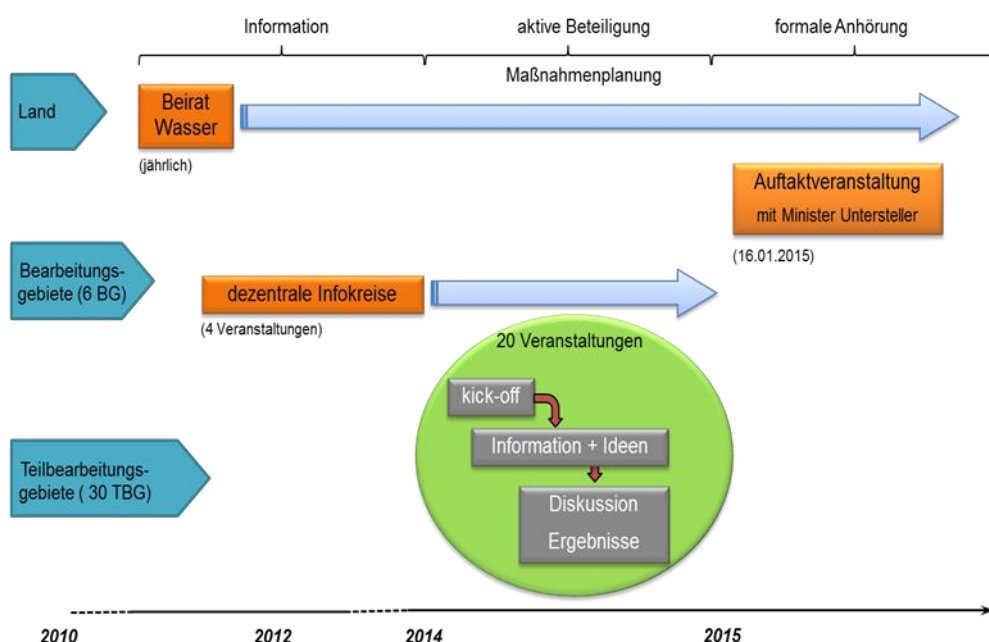 Information
aktive Beteiligung
formale Anhörung
Maßnahmenplanung
Land
Beirat
Wasser
(jährlich)
Auftaktveranstaltung
mit Minister Untersteller
(16.01.2015)
Bearbeitungs-
gebiete (6 BG)
dezentrale Infokreise
(4 Veranstaltungen)
20 Veranstaltungen
kick-off
Information + Ideen
Diskussion
Ergebnisse
Teilbearbeitungs-
gebiete ( 30 TBG)
2010
2012
2014
2015